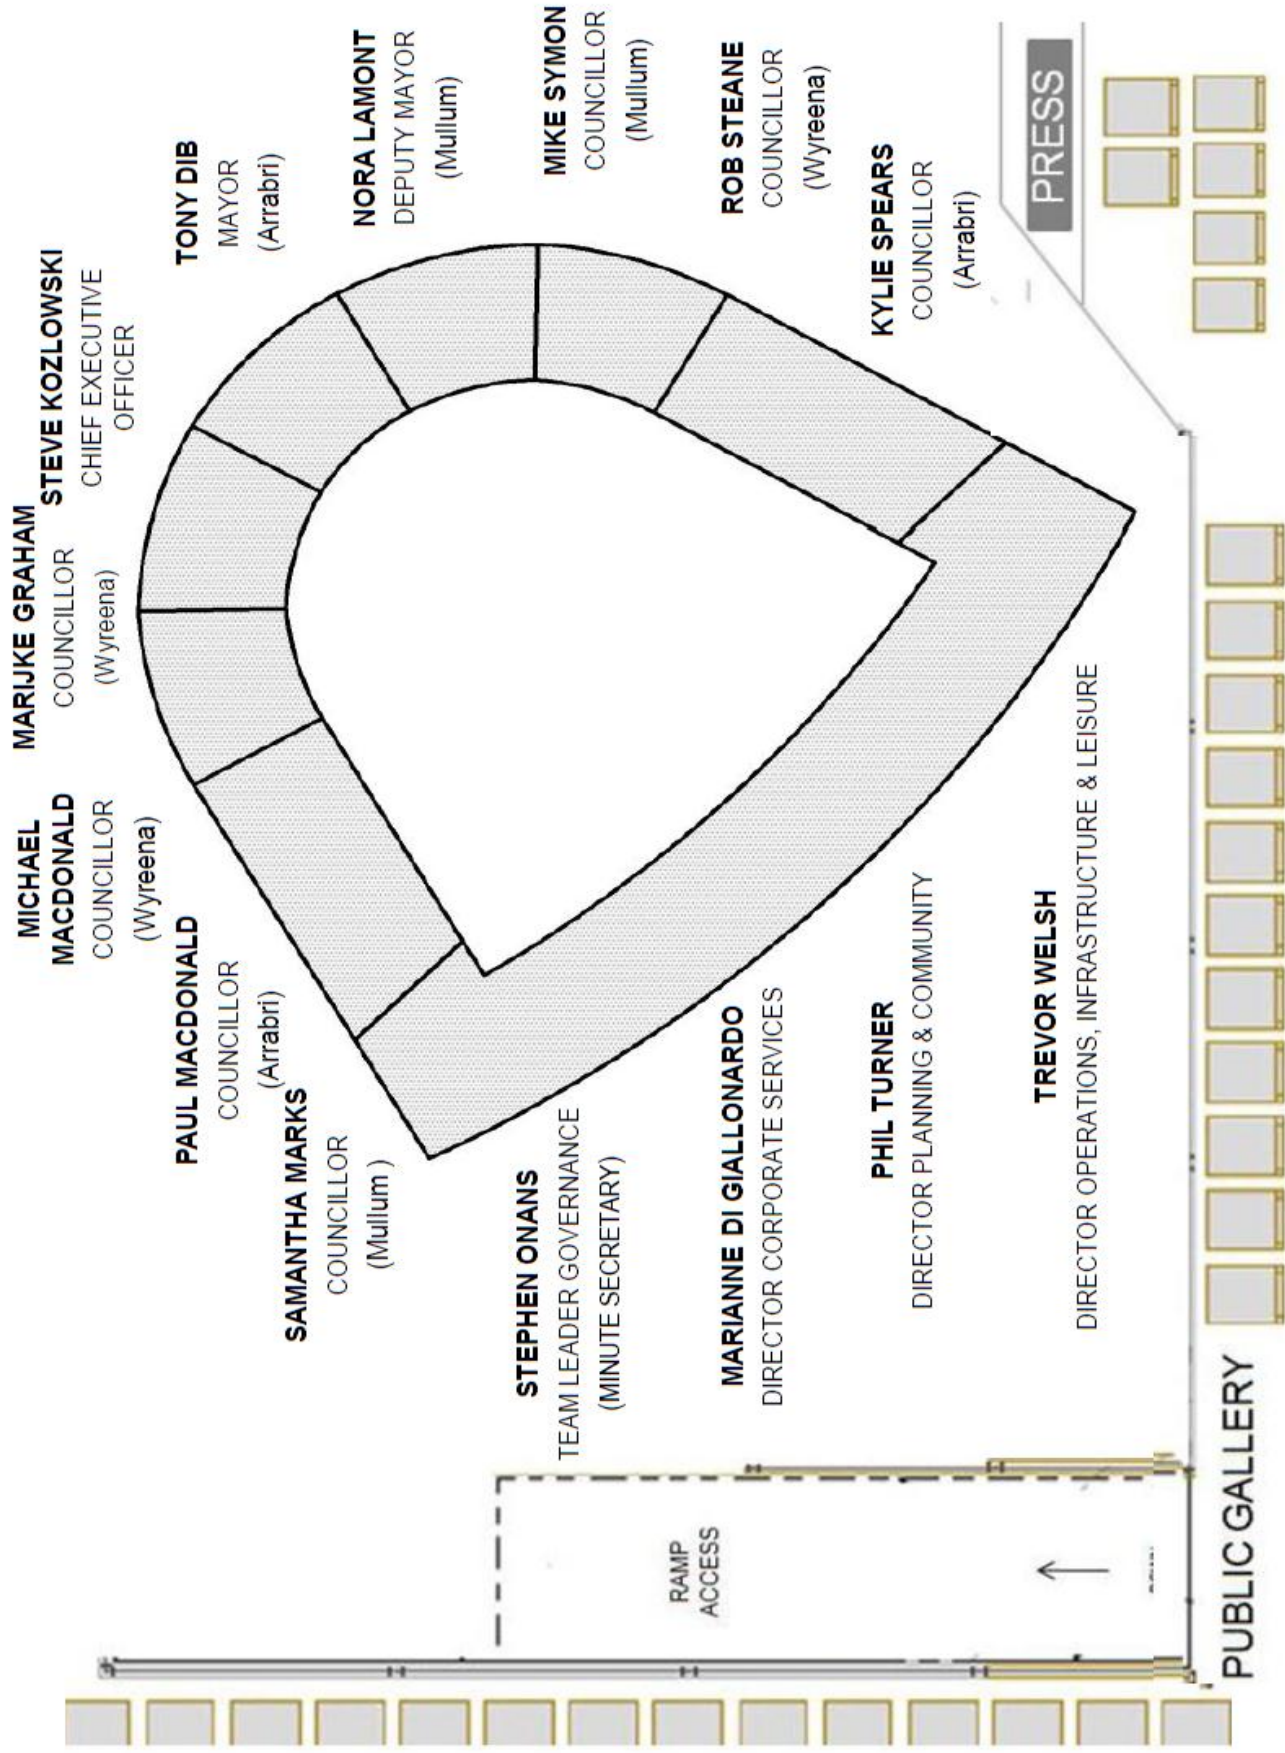 MICHAEL
MACDONALD
COUNCILLOR
(Wyreena)
MARIJKE GRAHAM
COUNCILLOR
(Wyreena)
STEVE KOZLOWSKI
CHIEF EXECUTIVE
OFFICER
TONY DIB
MAYOR
(Arrabri)
NORA LAMONT
DEPUTY MAYOR
(Mullum)
MIKE SYMON
COUNCILLOR
(Mullum)
ROB STEANE
COUNCILLOR
(Wyreena)
KYLIE SPEARS
COUNCILLOR
(Arrabri)
PAUL MACDONALD
COUNCILLOR
(Arrabri)
SAMANTHA MARKS
COUNCILLOR
(Mullum )
STEPHEN ONANS
TEAM LEADER GOVERNANCE
(MINUTE SECRETARY)
MARIANNE DI GIALLONARDO
DIRECTOR CORPORATE SERVICES
PHIL TURNER
DIRECTOR PLANNING & COMMUNITY
TREVOR WELSH
DIRECTOR OPERATIONS, INFRASTRUCTURE & LEISURE
PRESS
RAMP
ACCESS
PUBLIC GALLERY